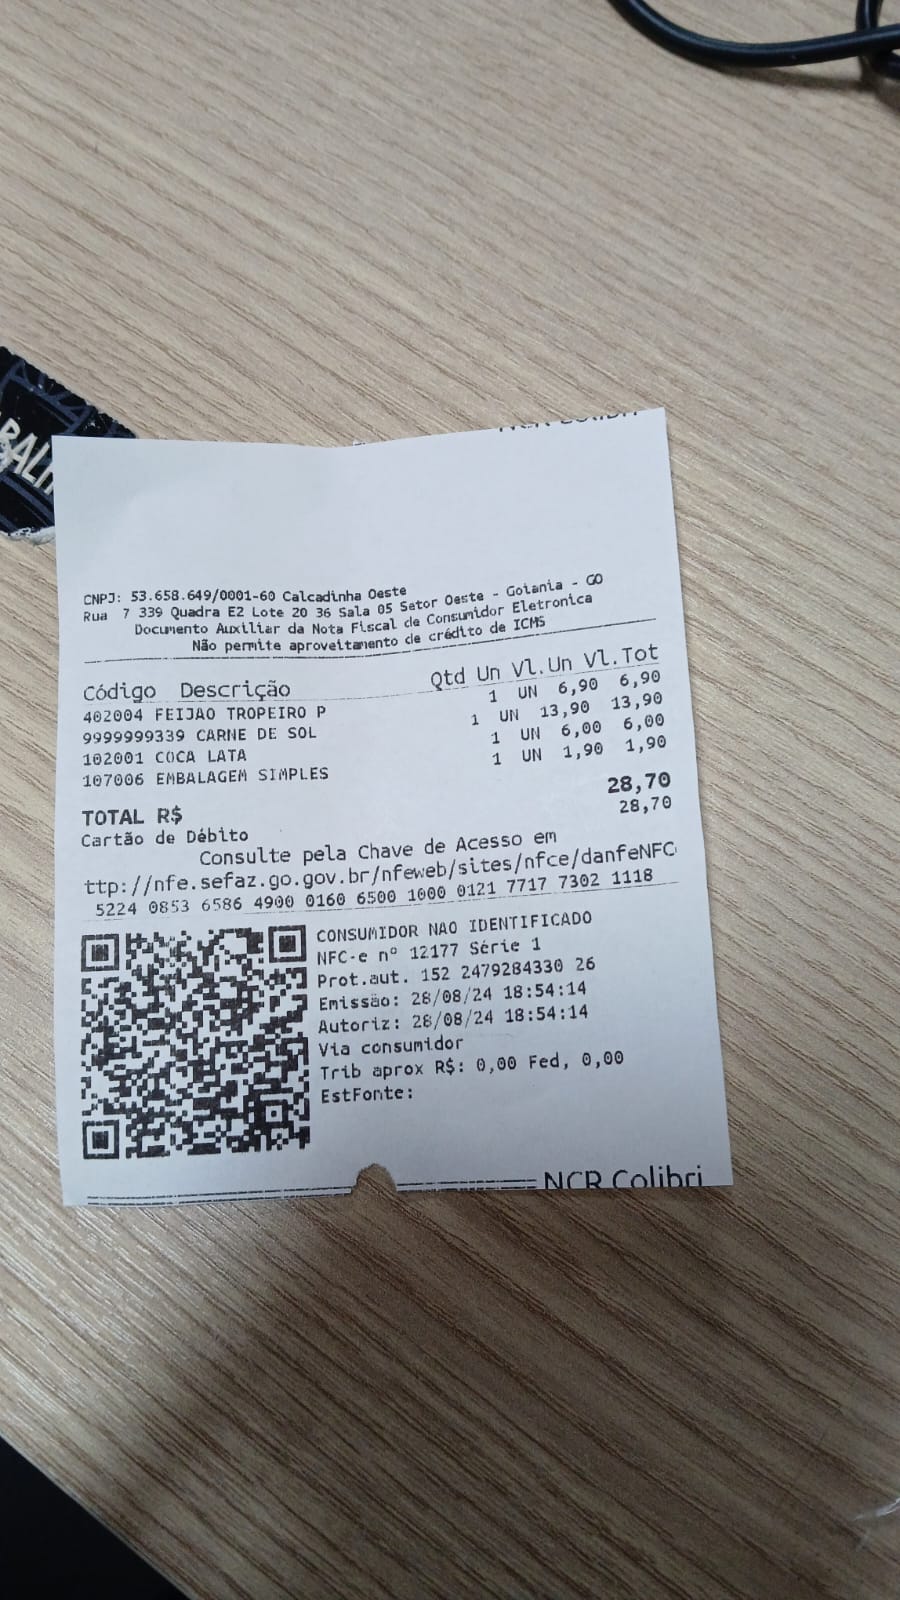 BALI
CNPJ: 53.658.649/0001-60 Calcadinha Oeste
Rua 7 339 Quadra E2 Lote 20 36 Sala 05 Setor Oeste - Goiania - GO
Documento Auxiliar da Nota Fiscal de Consumidor Eletronica
Não permite aproveitamento de crédito de ICMS
Código Descrição Qtd Un Vl.Un Vl.Tot
402004 FEIJAO TROPEIRO P 1 UN 6,90 6,90
9999999339 CARNE DE SOL 1 UN 13,90 13,90
102001 COCA LATA 1 UN 6,00 6,00
107006 EMBALAGEM SIMPLES 1 UN 1,90 1,90
TOTAL R$ 28,70
Cartão de Débito 28,70
Consulte pela Chave de Acesso em
ttp://nfe.sefaz.go.gov.br/nfeweb/sites/nfce/danfeNFC
5224 0853 6586 4900 0160 6500 1000 0121 7717 7302 1118
CONSUMIDOR NAO IDENTIFICADO
NFC-e nº 12177 Série 1
Prot.aut. 152 2479284330 26
Emissão: 28/08/24 18:54:14
Autoriz: 28/08/24 18:54:14
Via consumidor
Trib aprox R$: 0,00 Fed, 0,00
EstFonte:
NCR Colibri